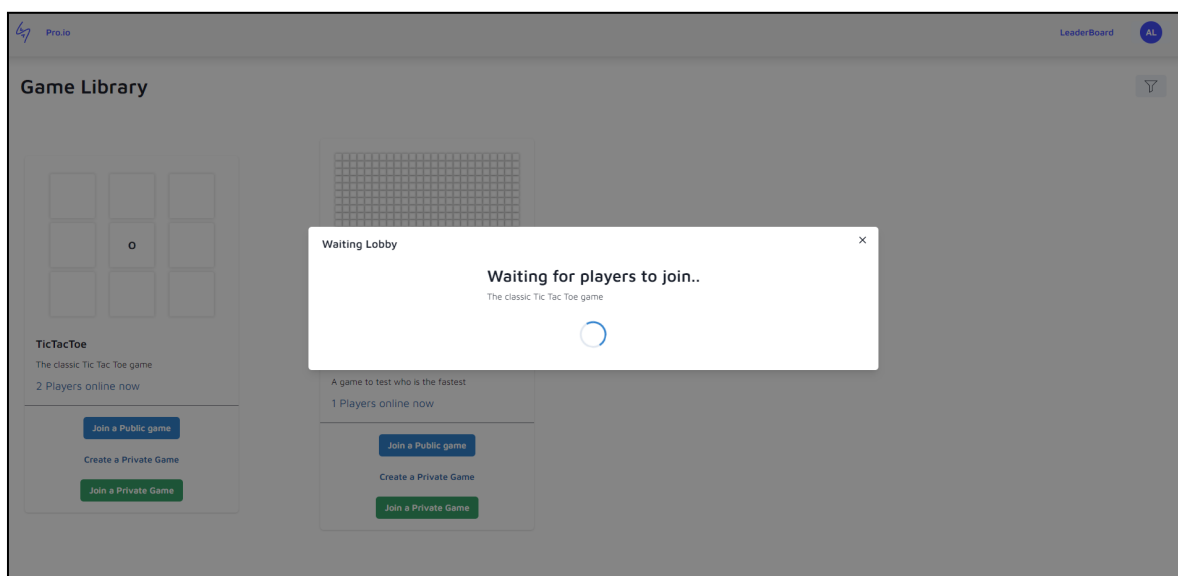 Pro.io
LeaderBoard
AL
Game Library
O
Waiting Lobby
Waiting for players to join..
The classic Tic Tac Toe game
TicTacToe
The classic Tic Tac Toe game
2 Players online now
Join a Public game
Create a Private Game
Join a Private Game
A game to test who is the fastest
1 Players online now
Join a Public game
Create a Private Game
Join a Private Game